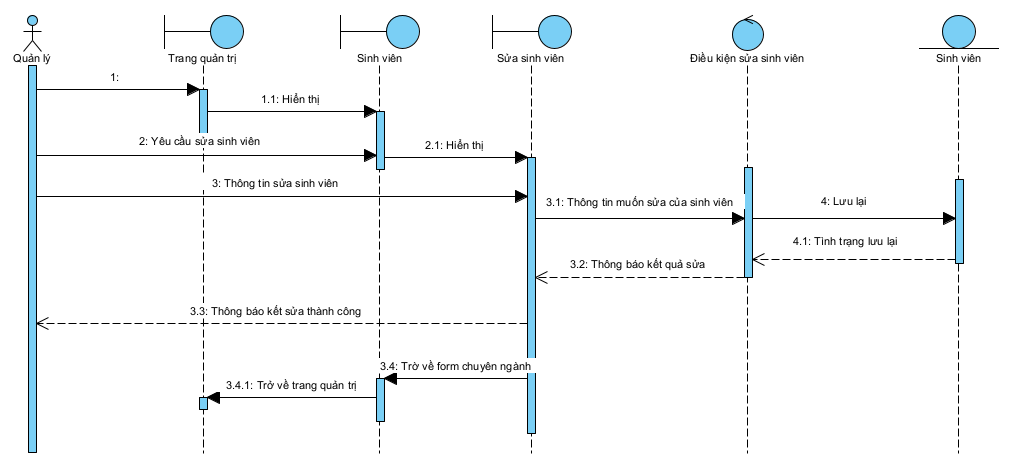 Quản lý
Trang quản trị
Sinh viên
Sửa sinh viên
Điều kiện sửa sinh viên
Sinh viên
1:
1.1: Hiển thị
2: Yêu cầu sửa sinh viên
2.1: Hiển thị
3: Thông tin sửa sinh viên
3.1: Thông tin muốn sửa của sinh viên
4: Lưu lại
4.1: Tình trạng lưu lại
3.2: Thông báo kết quả sửa
3.3: Thông báo kết sửa thành công
3.4: Trờ về form chuyên ngành
3.4.1: Trở về trang quản trị